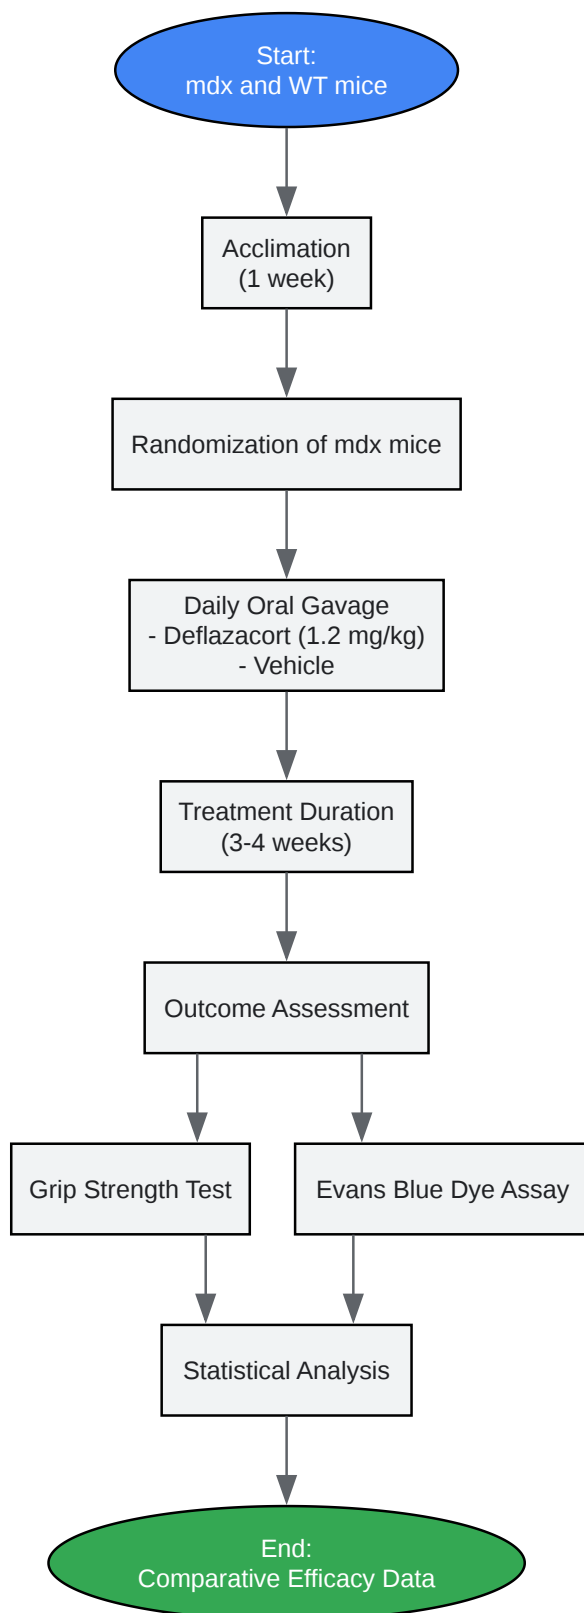 Start:
mdx and WT mice
Acclimation
(1 week)
Randomization of mdx mice
Daily Oral Gavage
- Deflazacort (1.2 mg/kg)
- Vehicle
Treatment Duration
(3-4 weeks)
Outcome Assessment
Grip Strength Test
Evans Blue Dye Assay
Statistical Analysis
End:
Comparative Efficacy Data